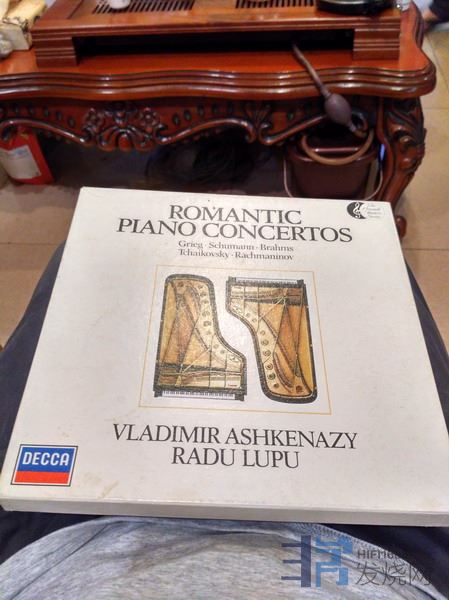 ROMANTIC
PIANO CONCERTOS
Grieg · Schumann · Brahms
Tchaikovsky · Rachmaninov
VLADIMIR ASHKENAZY
RADU LUPU
DECCA
发烧网